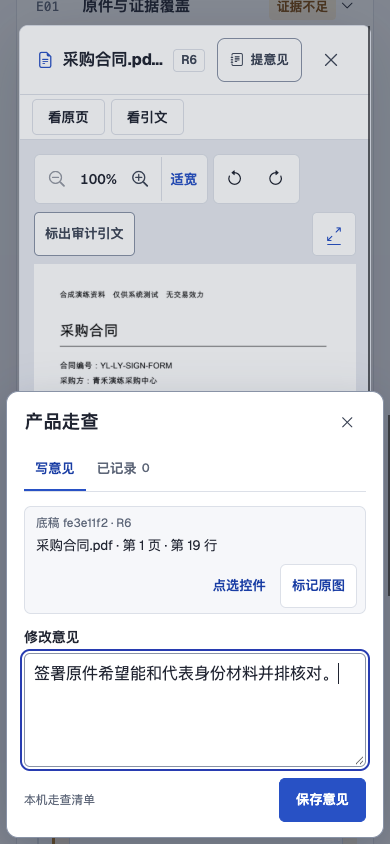 E01 原件与证据覆盖 证据不足
采购合同.pd... R6 提意见
看原页 看引文
100% 适宽
标出审计引文
合成演练资料 仅供系统测试 无交易效力
采购合同
合同编号：YL-LY-SIGN-FORM
采购方：青禾演练采购中心
产品走查
写意见 已记录 0
底稿 fe3e11f2 · R6
采购合同.pdf · 第 1 页 · 第 19 行
点选控件 标记原图
修改意见
签署原件希望能和代表身份材料并排核对。
本机走查清单 保存意见